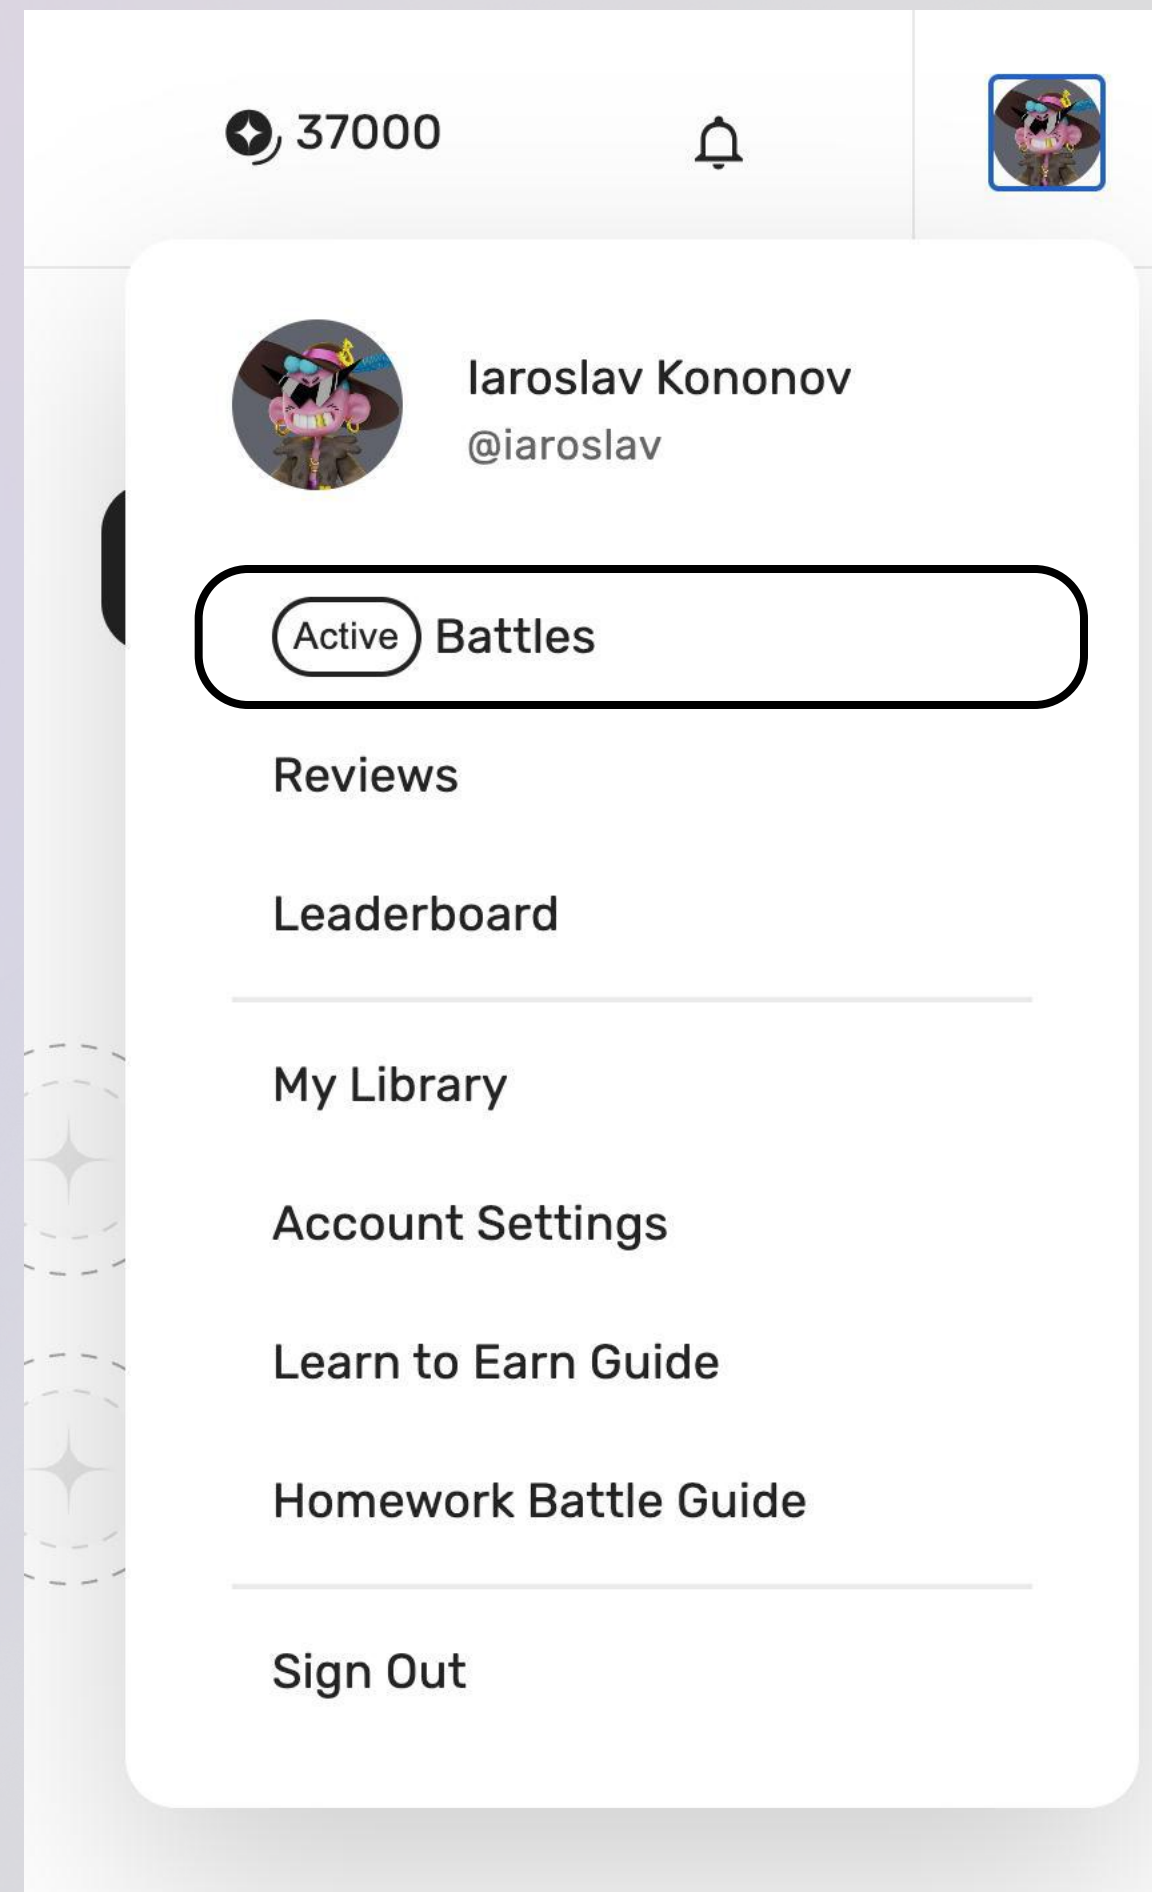 37000
Iaroslav Kononov
@iaroslav
Active Battles
Reviews
Leaderboard
My Library
Account Settings
Learn to Earn Guide
Homework Battle Guide
Sign Out